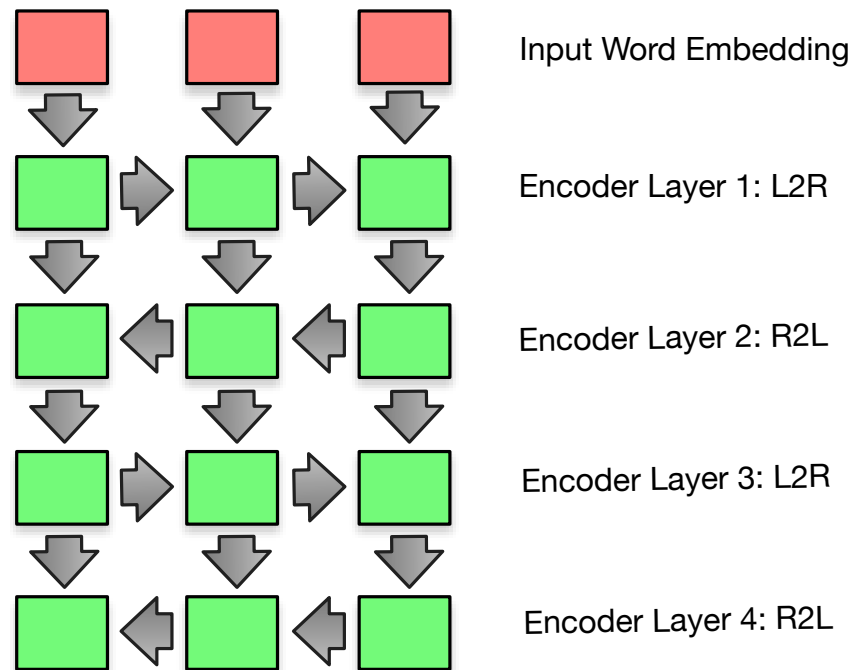 Input Word Embedding
Encoder Layer 1: L2R
Encoder Layer 2: R2L
Encoder Layer 3: L2R
Encoder Layer 4: R2L